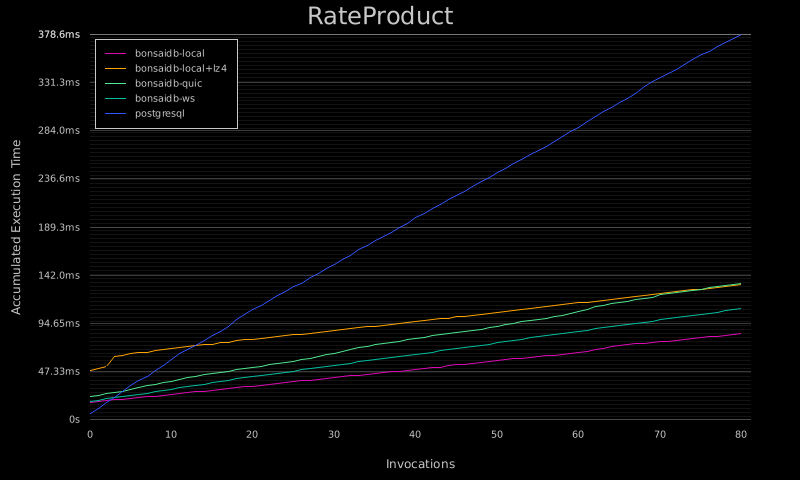 RateProduct
378.6ms
331.3ms
284.0ms
236.6ms
189.3ms
142.0ms
94.65ms
47.33ms
0s
Accumulated Execution Time
bonsaidb-local
bonsaidb-local+lz4
bonsaidb-quic
bonsaidb-ws
postgresql
0 10 20 30 40 50 60 70 80
Invocations